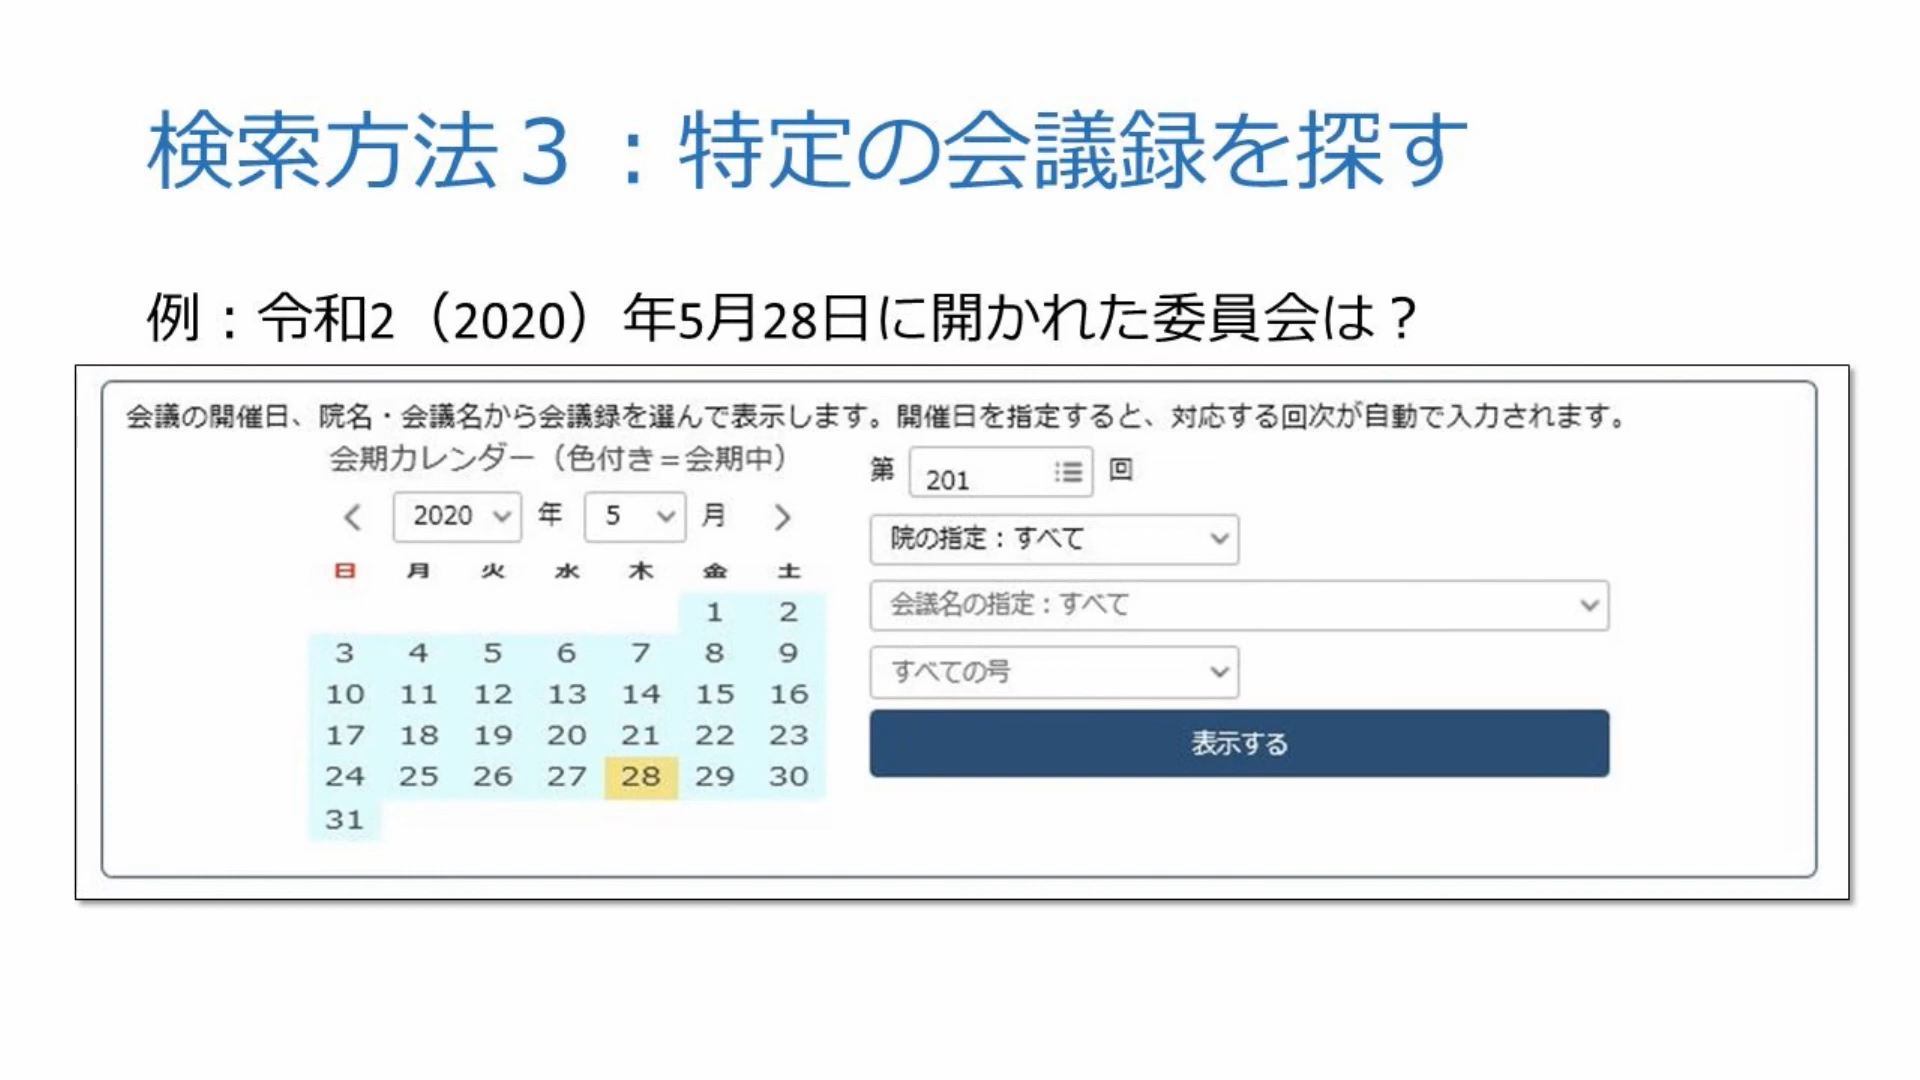 検索方法３：特定の会議録を探す
例：令和2（2020）年5月28日に開かれた委員会は？
会議の開催日、院名・会議名から会議録を選んで表示します。開催日を指定すると、対応する回次が自動で入力されます。
会期カレンダー（色付き＝会期中）
2020 年 5 月
日 月 火 水 木 金 土
1 2
3 4 5 6 7 8 9
10 11 12 13 14 15 16
17 18 19 20 21 22 23
24 25 26 27 28 29 30
31
第 201 回
院の指定：すべて
会議名の指定：すべて
すべての号
表示する